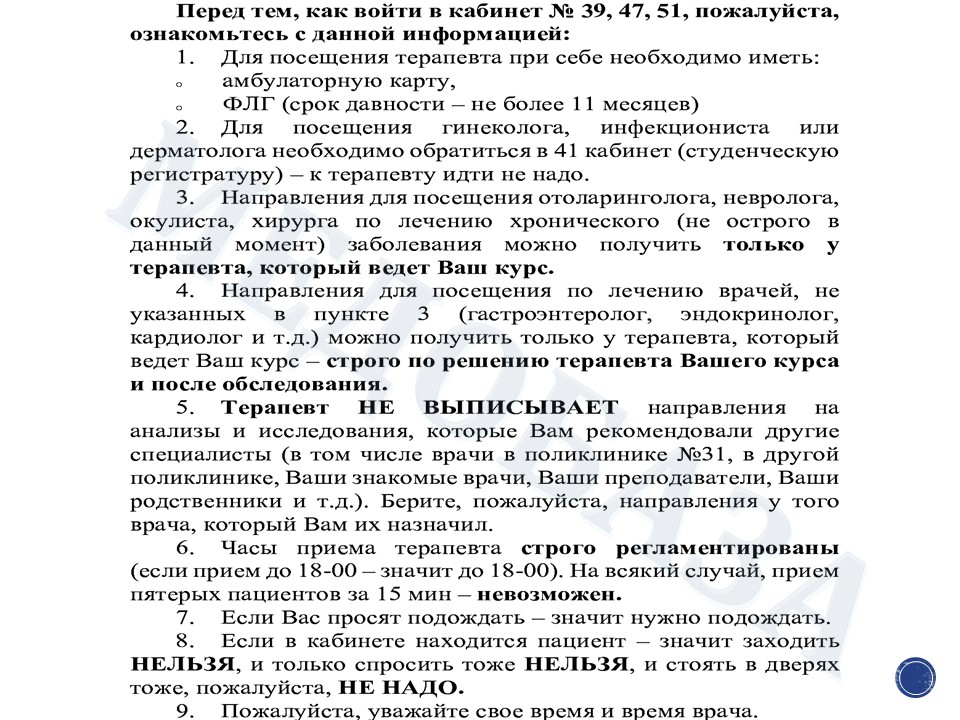 Перед тем, как войти в кабинет № 39, 47, 51, пожалуйста,
ознакомьтесь с данной информацией:
1. Для посещения терапевта при себе необходимо иметь:
o амбулаторную карту,
o ФЛГ (срок давности – не более 11 месяцев)
2. Для посещения гинеколога, инфекциониста или
дерматолога необходимо обратиться в 41 кабинет (студенческую
регистратуру) – к терапевту идти не надо.
3. Направления для посещения отоларинголога, невролога,
окулиста, хирурга по лечению хронического (не острого в
данный момент) заболевания можно получить только у
терапевта, который ведет Ваш курс.
4. Направления для посещения по лечению врачей, не
указанных в пункте 3 (гастроэнтеролог, эндокринолог,
кардиолог и т.д.) можно получить только у терапевта, который
ведет Ваш курс – строго по решению терапевта Вашего курса
и после обследования.
5. Терапевт НЕ ВЫПИСЫВАЕТ направления на
анализы и исследования, которые Вам рекомендовали другие
специалисты (в том числе врачи в поликлинике №31, в другой
поликлинике, Ваши знакомые врачи, Ваши преподаватели, Ваши
родственники и т.д.). Берите, пожалуйста, направления у того
врача, который Вам их назначил.
6. Часы приема терапевта строго регламентированы
(если прием до 18-00 – значит до 18-00). На всякий случай, прием
пятерых пациентов за 15 мин – невозможен.
7. Если Вас просят подождать – значит нужно подождать.
8. Если в кабинете находится пациент – значит заходить
НЕЛЬЗЯ, и только спросить тоже НЕЛЬЗЯ, и стоять в дверях
тоже, пожалуйста, НЕ НАДО.
9. Пожалуйста, уважайте свое время и время врача.
МЕДОБАЗА